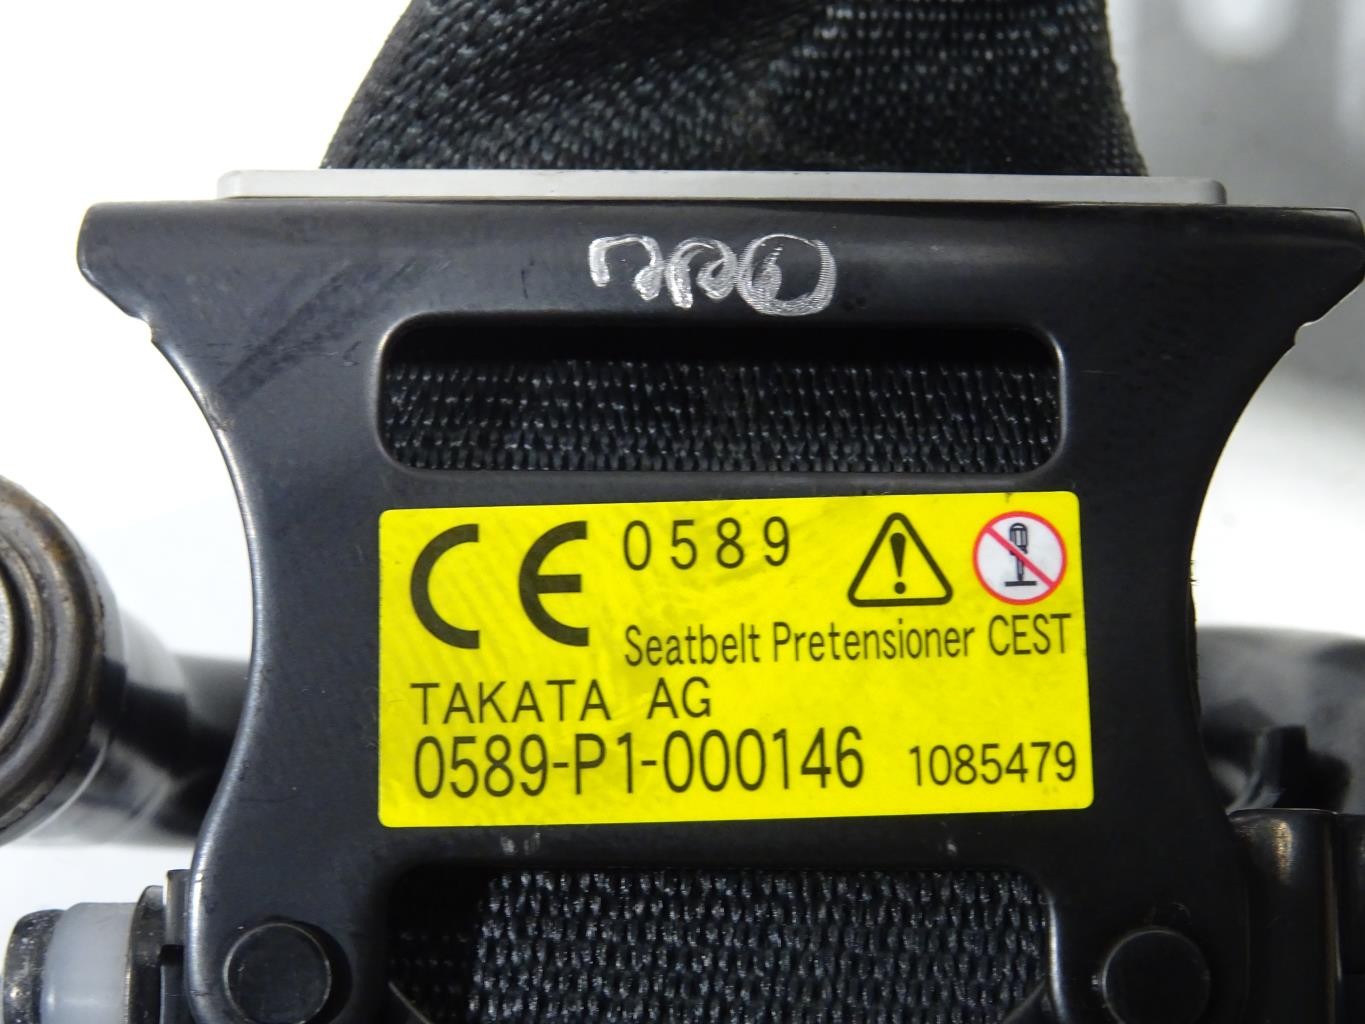 CE 0589
Seatbelt Pretensioner CEST
TAKATA AG
0589-P1-000146 1085479